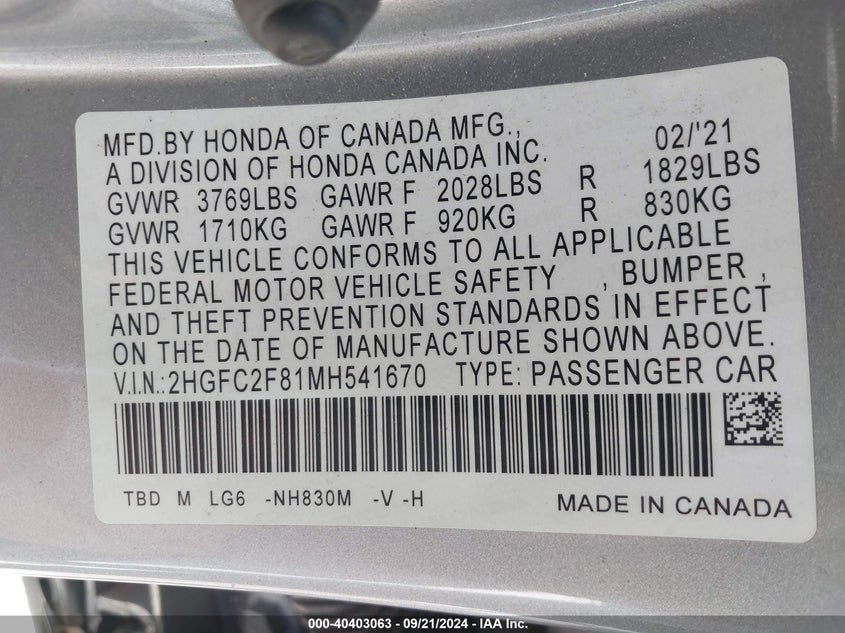 MFD.BY HONDA OF CANADA MFG., 02/'21
A DIVISION OF HONDA CANADA INC.
GVWR 3769LBS GAWR F 2028LBS R 1829LBS
GVWR 1710KG GAWR F 920KG R 830KG
THIS VEHICLE CONFORMS TO ALL APPLICABLE
FEDERAL MOTOR VEHICLE SAFETY , BUMPER ,
AND THEFT PREVENTION STANDARDS IN EFFECT
ON THE DATE OF MANUFACTURE SHOWN ABOVE.
V.I.N.:2HGFC2F81MH541670 TYPE: PASSENGER CAR
TBD M LG6 -NH830M -V -H MADE IN CANADA
000-40403063 - 09/21/2024 - IAA Inc.